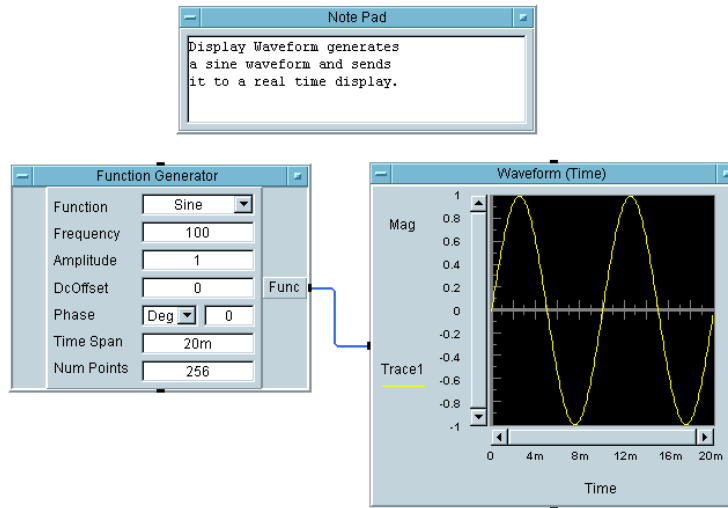 Note Pad
Display Waveform generates
a sine waveform and sends
it to a real time display.
Function Generator
Function Sine
Frequency 100
Amplitude 1
DcOffset 0
Phase Deg 0
Time Span 20m
Num Points 256
Func
Waveform (Time)
Mag
Trace1
1
0.8
0.6
0.4
0.2
0
-0.2
-0.4
-0.6
-0.8
-1
0 4m 8m 12m 16m 20m
Time